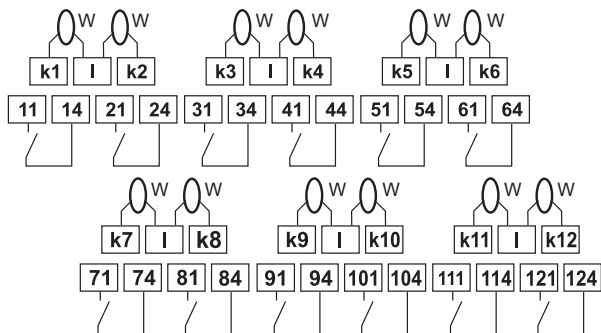 W W W W W W
k1 I k2 k3 I k4 k5 I k6
11 14 21 24 31 34 41 44 51 54 61 64
W W W W W W
k7 I k8 k9 I k10 k11 I k12
71 74 81 84 91 94 101 104 111 114 121 124